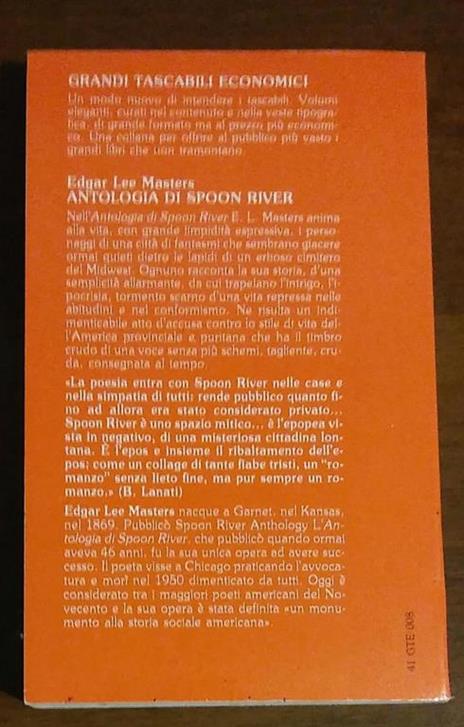 GRANDI TASCABILI ECONOMICI
Un modo nuovo di intendere i tascabili. Volumi
eleganti, curati nel contenuto e nella veste tipogra-
fica, di grande formato ma al prezzo più economi-
co. Una collana per offrire al pubblico più vasto i
grandi libri che non tramontano.
Edgar Lee Masters
ANTOLOGIA DI SPOON RIVER
Nell'Antologia di Spoon River E. L. Masters anima
alla vita, con grande limpidità espressiva, i perso-
naggi di una città di fantasmi che sembrano giacere
ormai quieti dietro le lapidi di un erboso cimitero
del Midwest. Ognuno racconta la sua storia, d'una
semplicità allarmante, da cui trapelano l'intrigo, l'i-
pocrisia, tormento scarno d'una vita repressa nelle
abitudini e nel conformismo. Ne risulta un indi-
menticabile atto d'accusa contro lo stile di vita del-
l'America provinciale e puritana che ha il timbro
crudo di una voce senza più schemi, tagliente, cru-
da, consegnata al tempo.
«La poesia entra con Spoon River nelle case e
nella simpatia di tutti: rende pubblico quanto fi-
no ad allora era stato considerato privato...
Spoon River è uno spazio mitico... è l'epopea vi-
sta in negativo, di una misteriosa cittadina lon-
tana. È l'epos e insieme il ribaltamento dell'e-
pos: come un collage di tante fiabe tristi, un "ro-
manzo" senza lieto fine, ma pur sempre un ro-
manzo.» (B. Lanati)
Edgar Lee Masters nacque a Garnet, nel Kansas,
nel 1869. Pubblicò Spoon River Anthology L'An-
tologia di Spoon River, che pubblicò quando ormai
aveva 46 anni, fu la sua unica opera ad avere suc-
cesso. Il poeta visse a Chicago praticando l'avvoca-
tura e morì nel 1950 dimenticato da tutti. Oggi è
considerato tra i maggiori poeti americani del No-
vecento e la sua opera è stata definita «un monu-
mento alla storia sociale americana».
41 GTE 008